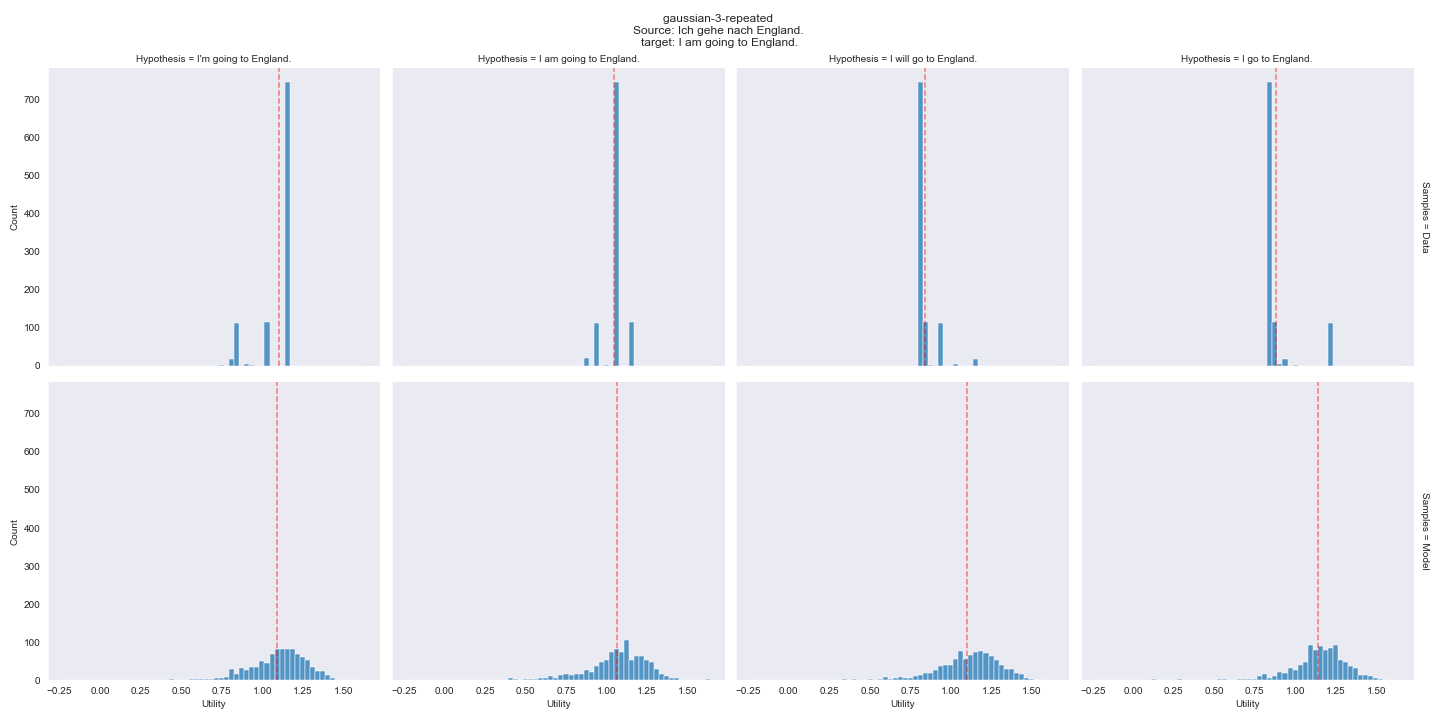 gaussian-3-repeated
Source: Ich gehe nach England.
target: I am going to England.
Hypothesis = I'm going to England.
Hypothesis = I am going to England.
Hypothesis = I will go to England.
Hypothesis = I go to England.
700
600
500
400
300
200
100
0
Count
Samples = Data
700
600
500
400
300
200
100
0
Count
Samples = Model
−0.25 0.00 0.25 0.50 0.75 1.00 1.25 1.50
−0.25 0.00 0.25 0.50 0.75 1.00 1.25 1.50
−0.25 0.00 0.25 0.50 0.75 1.00 1.25 1.50
−0.25 0.00 0.25 0.50 0.75 1.00 1.25 1.50
Utility
Utility
Utility
Utility